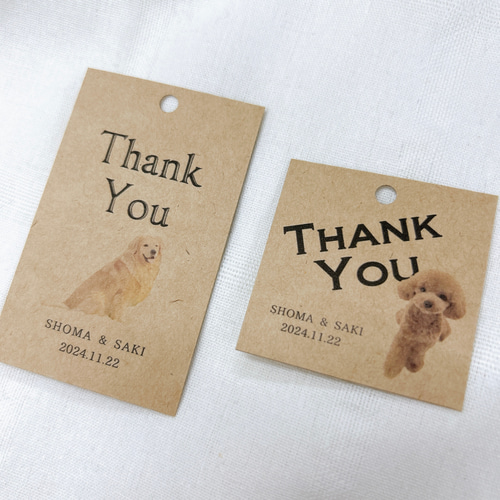 Thank
You
SHOMA & SAKI
2024.11.22
THANK
YOU
SHOMA & SAKI
2024.11.22